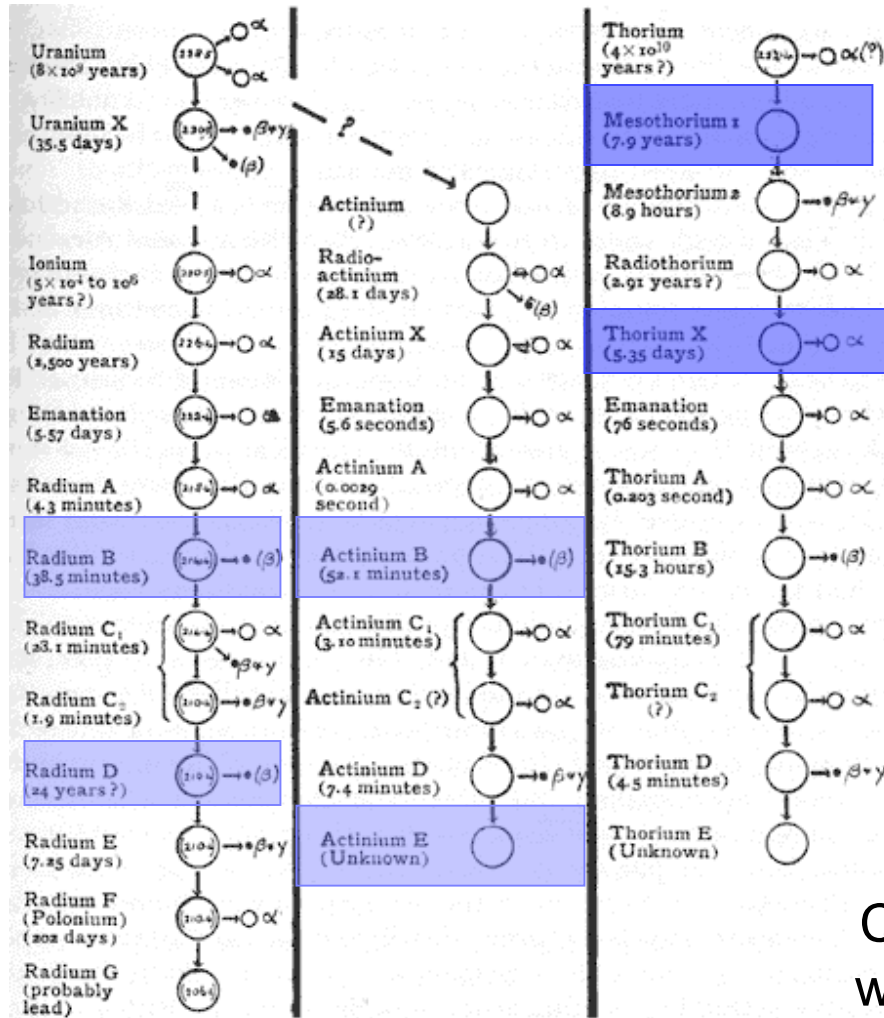 Uranium
(8×10⁹ years)
α
α
Uranium X
(35.5 days)
β+γ
(β)
Ionium
(5×10⁴ to 10⁶
years?)
α
Radium
(2,500 years)
α
Emanation
(5.57 days)
Radium A
(4.3 minutes)
α
Radium B
(38.5 minutes)
(β)
Radium C₁
(28.1 minutes)
α
β+γ
Radium C₂
(1.9 minutes)
β+γ
Radium D
(24 years?)
(β)
Radium E
(7.25 days)
β+γ
Radium F
(Polonium)
(202 days)
α
Radium G
(probably
lead)
?
Actinium
(?)
Radio-
actinium
(28.1 days)
α
(β)
Actinium X
(15 days)
α
Emanation
(5.6 seconds)
α
Actinium A
(0.0029
second)
α
Actinium B
(52.1 minutes)
(β)
Actinium C₁
(3.10 minutes)
α
Actinium C₂ (?)
α
Actinium D
(7.4 minutes)
β+γ
Actinium E
(Unknown)
Thorium
(4×10¹⁰
years?)
α(?)
Mesothorium 1
(7.9 years)
Mesothorium 2
(8.9 hours)
β+γ
Radiothorium
(2.91 years?)
α
Thorium X
(5.35 days)
α
Emanation
(76 seconds)
α
Thorium A
(0.203 second)
α
Thorium B
(15.3 hours)
(β)
Thorium C₁
(79 minutes)
α
Thorium C₂
(?)
α
Thorium D
(4.5 minutes)
β+γ
Thorium E
(Unknown)